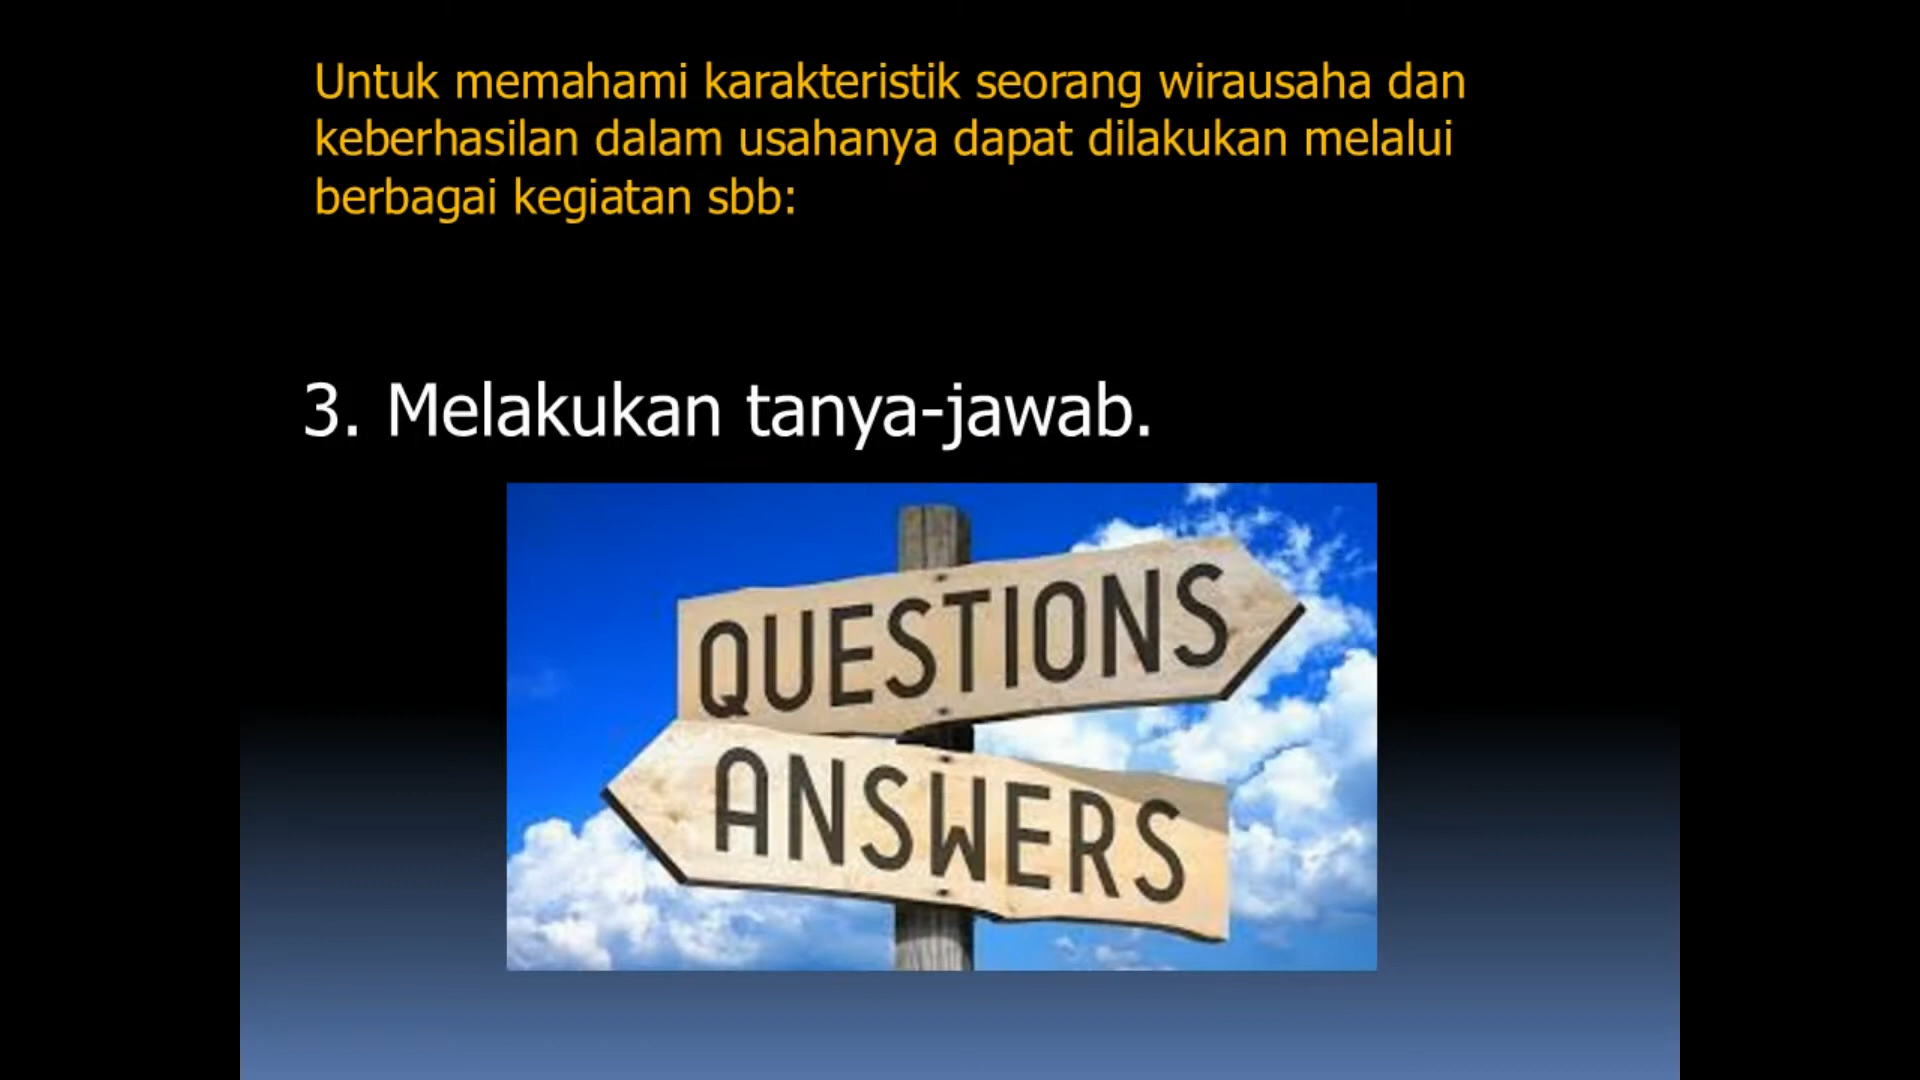 Untuk memahami karakteristik seorang wirausaha dan
keberhasilan dalam usahanya dapat dilakukan melalui
berbagai kegiatan sbb:
3. Melakukan tanya-jawab.
QUESTIONS
ANSWERS